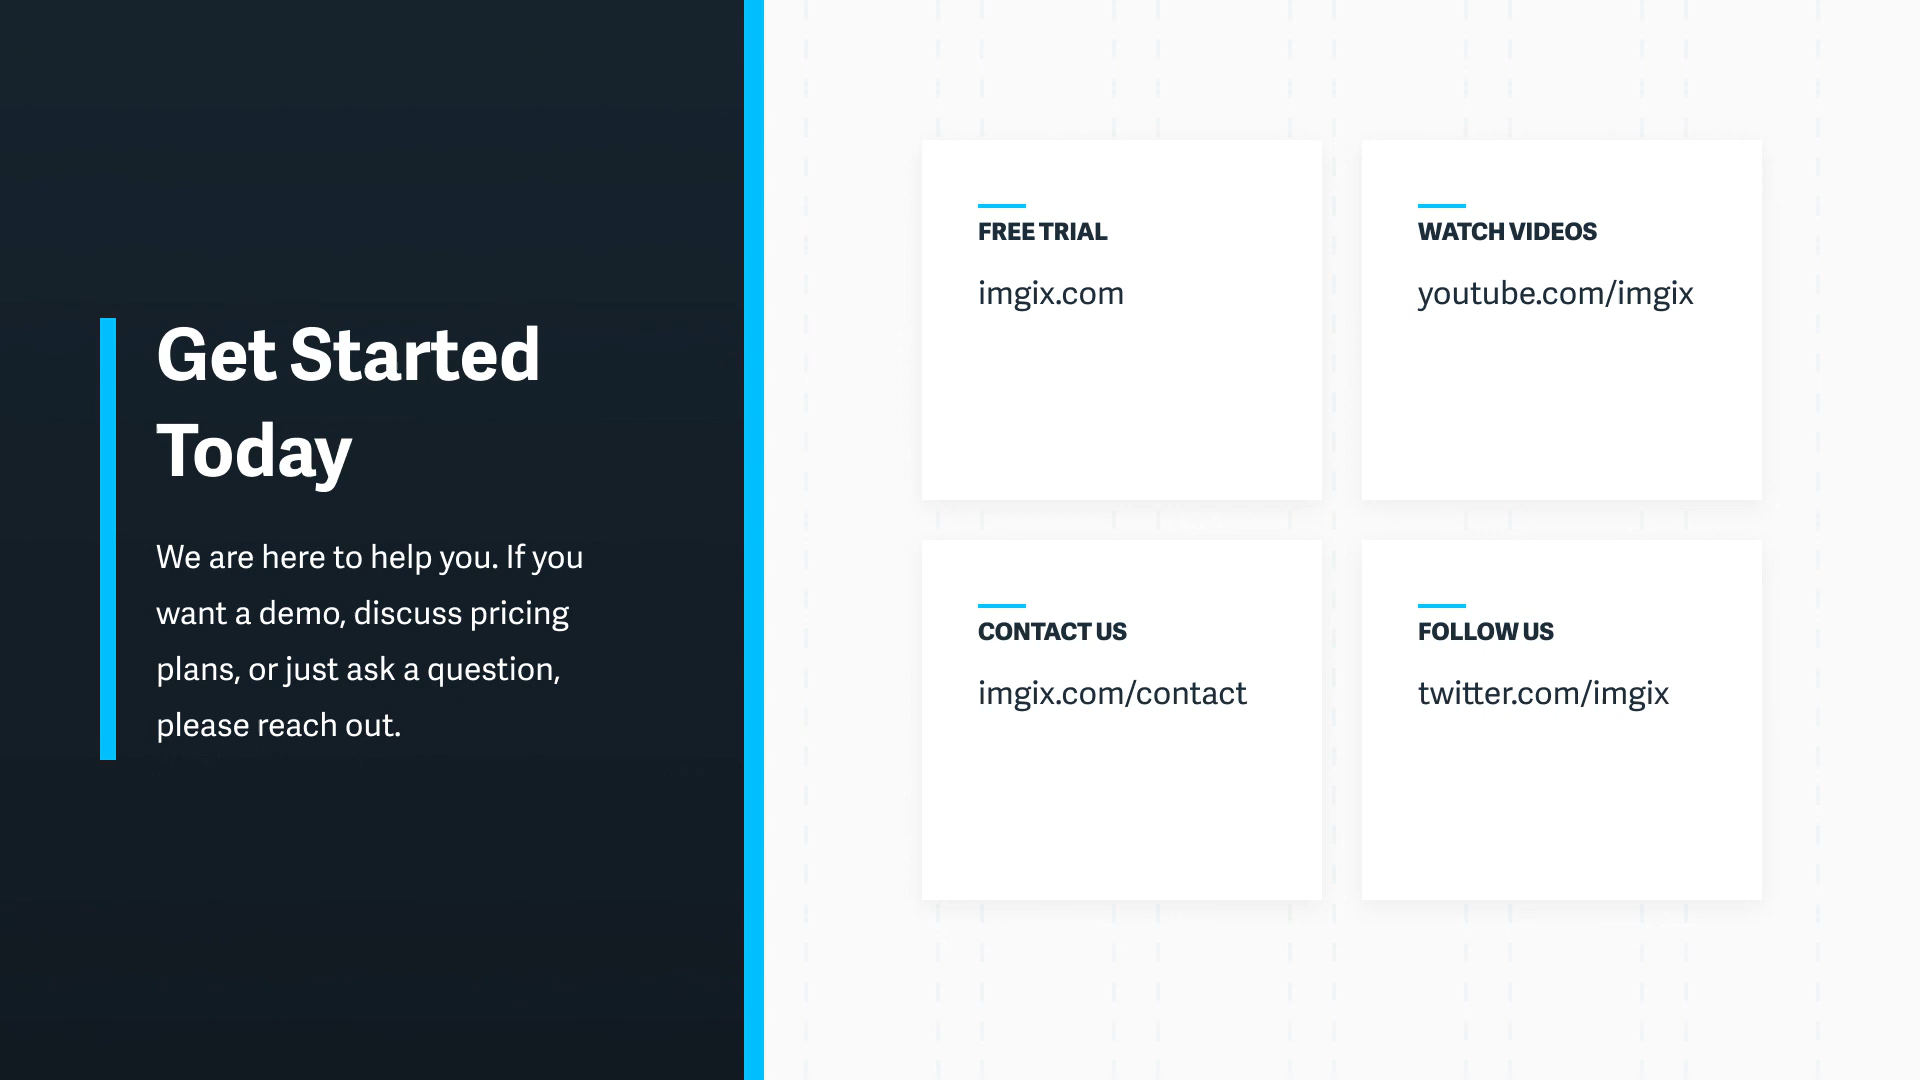 Get Started
Today
We are here to help you. If you
want a demo, discuss pricing
plans, or just ask a question,
please reach out.
FREE TRIAL
imgix.com
WATCH VIDEOS
youtube.com/imgix
CONTACT US
imgix.com/contact
FOLLOW US
twitter.com/imgix